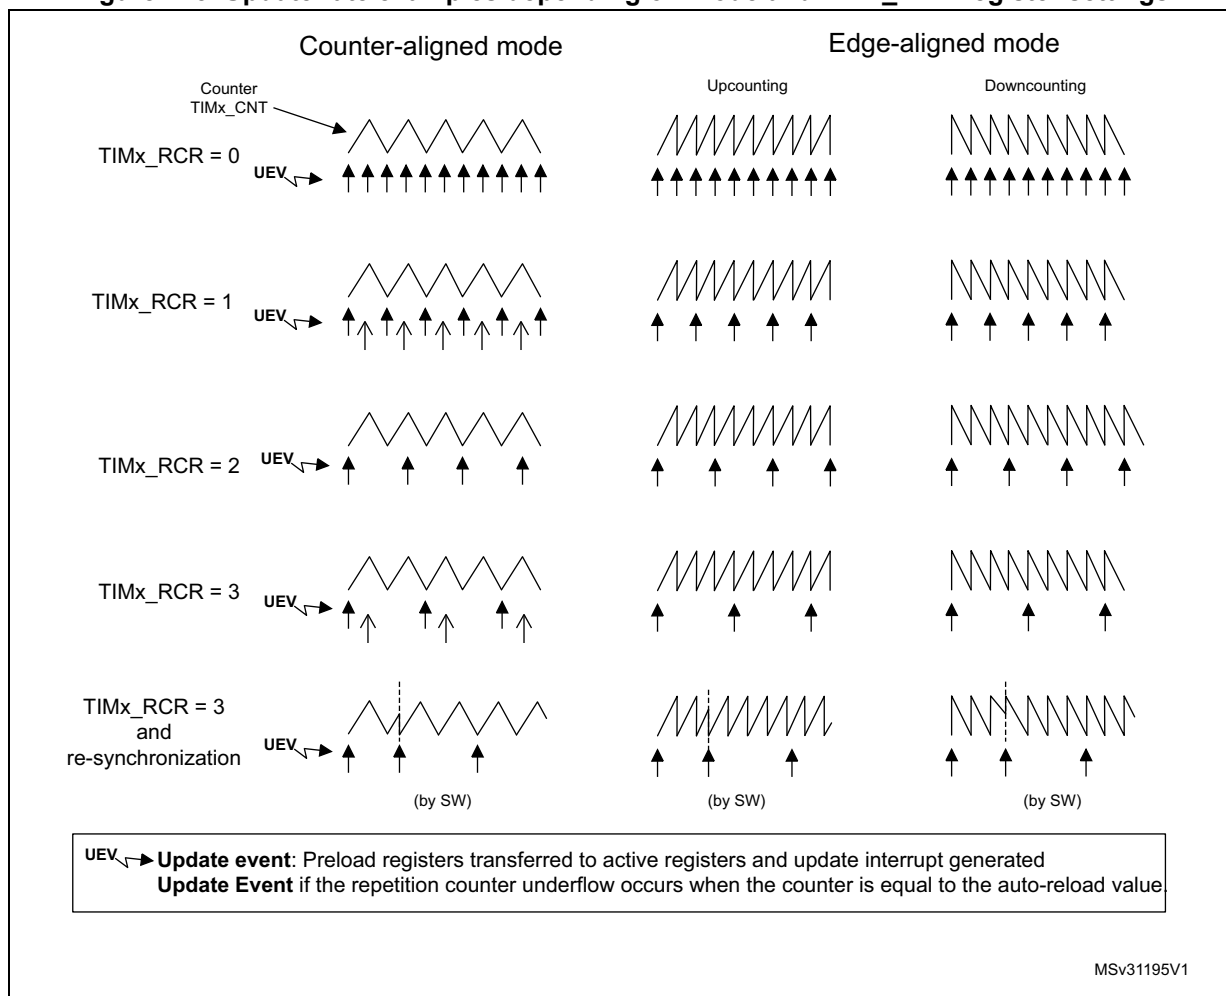 Counter-aligned mode
Edge-aligned mode
Counter
TIMx_CNT
Upcounting
Downcounting
TIMx_RCR = 0
UEV
TIMx_RCR = 1
UEV
TIMx_RCR = 2
UEV
TIMx_RCR = 3
UEV
TIMx_RCR = 3
and
re-synchronization
UEV
(by SW)
(by SW)
(by SW)
UEV Update event: Preload registers transferred to active registers and update interrupt generated
Update Event if the repetition counter underflow occurs when the counter is equal to the auto-reload value.
MSv31195V1